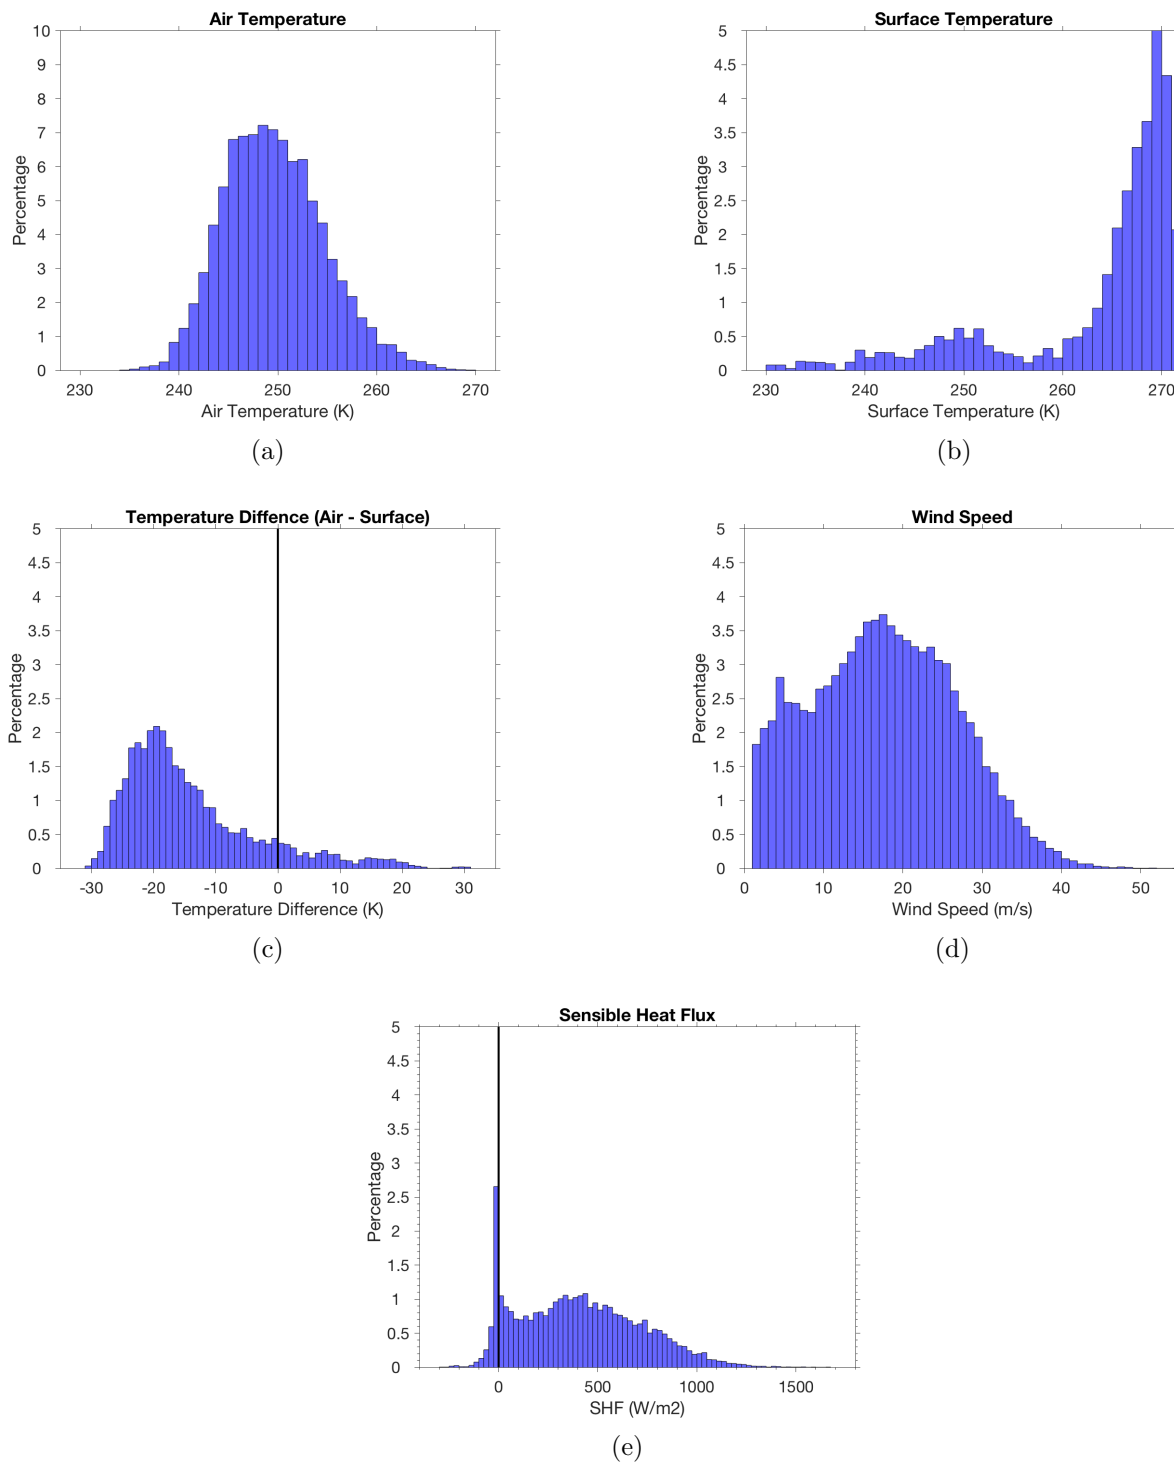 Air Temperature
10
9
8
7
6
5
4
3
2
1
0
Percentage
230 240 250 260 270
Air Temperature (K)
(a)
Surface Temperature
5
4.5
4
3.5
3
2.5
2
1.5
1
0.5
0
Percentage
230 240 250 260 270
Surface Temperature (K)
(b)
Temperature Diffence (Air - Surface)
5
4.5
4
3.5
3
2.5
2
1.5
1
0.5
0
Percentage
-30 -20 -10 0 10 20 30
Temperature Difference (K)
(c)
Wind Speed
5
4.5
4
3.5
3
2.5
2
1.5
1
0.5
0
Percentage
0 10 20 30 40 50
Wind Speed (m/s)
(d)
Sensible Heat Flux
5
4.5
4
3.5
3
2.5
2
1.5
1
0.5
0
Percentage
0 500 1000 1500
SHF (W/m2)
(e)